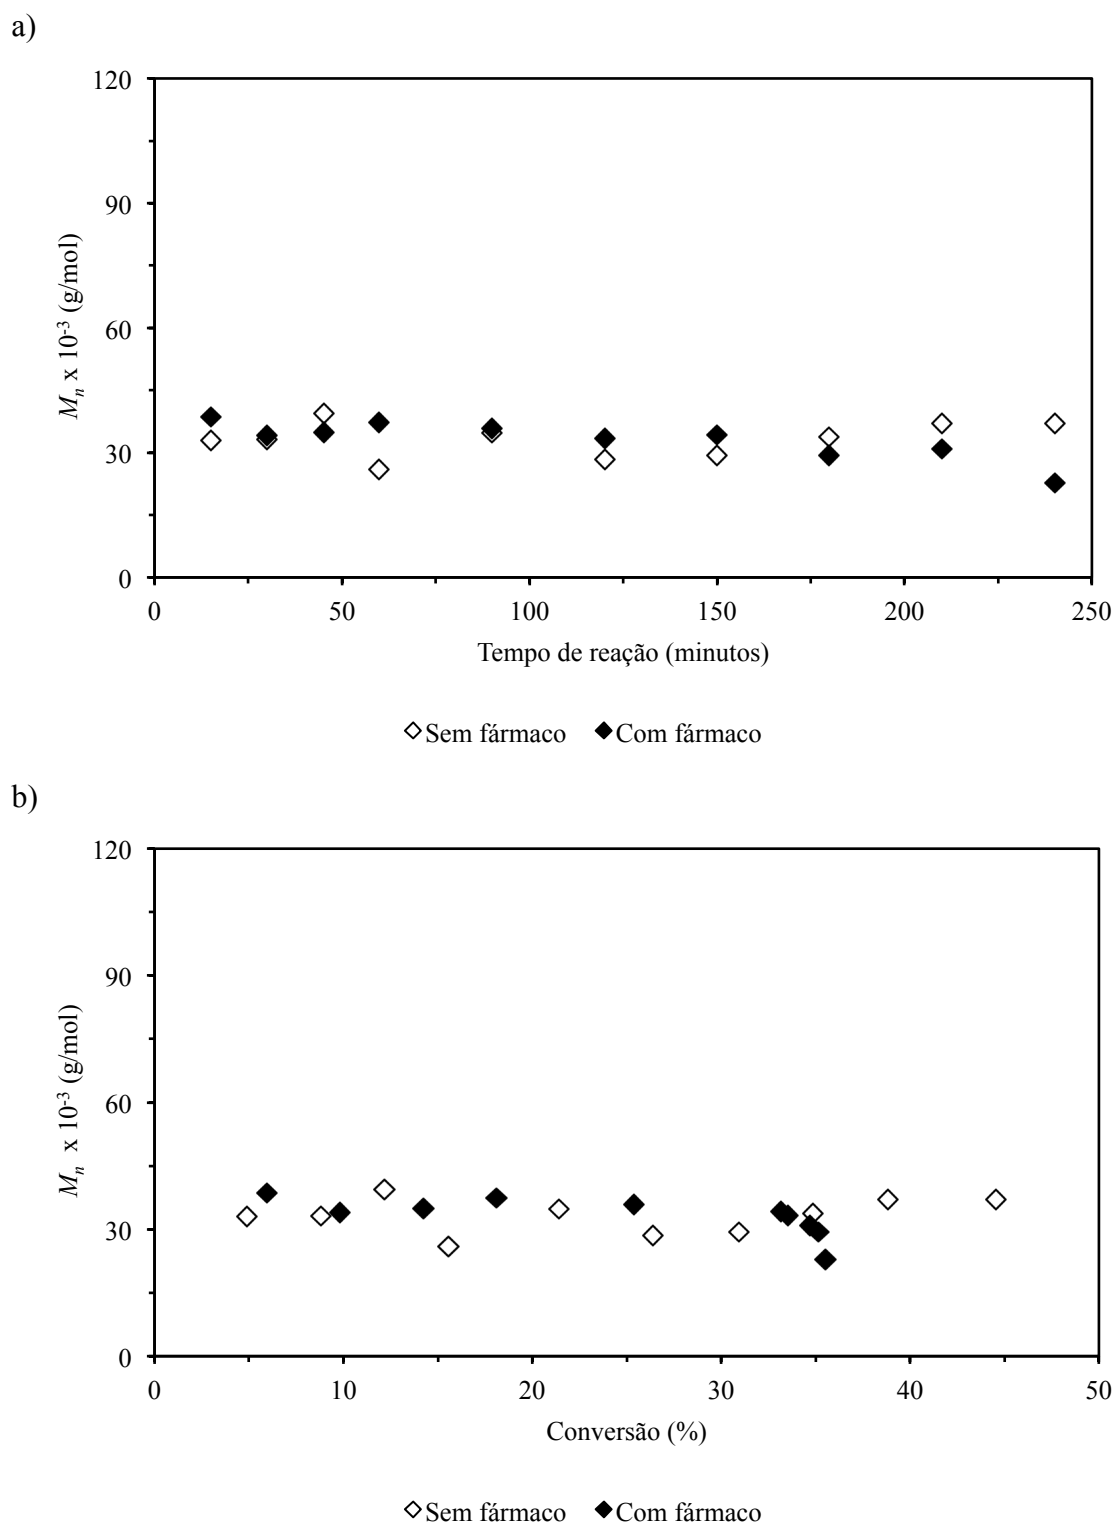 a)
120
90
60
30
0
M_n x 10⁻³ (g/mol)
0 50 100 150 200 250
Tempo de reação (minutos)
Sem fármaco Com fármaco
b)
120
90
60
30
0
M_n x 10⁻³ (g/mol)
0 10 20 30 40 50
Conversão (%)
Sem fármaco Com fármaco